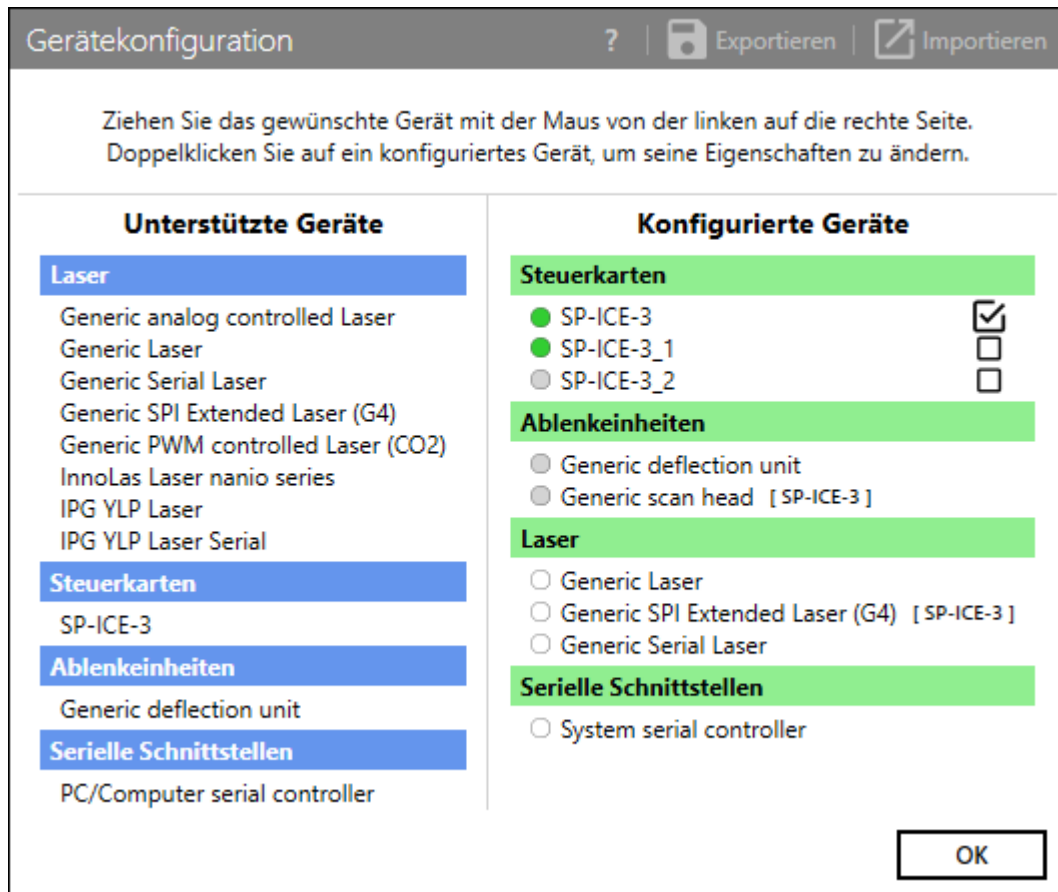 Gerätekonfiguration
? | Exportieren | Importieren
Ziehen Sie das gewünschte Gerät mit der Maus von der linken auf die rechte Seite.
Doppelklicken Sie auf ein konfiguriertes Gerät, um seine Eigenschaften zu ändern.
Unterstützte Geräte
Laser
Generic analog controlled Laser
Generic Laser
Generic Serial Laser
Generic SPI Extended Laser (G4)
Generic PWM controlled Laser (CO2)
InnoLas Laser nanio series
IPG YLP Laser
IPG YLP Laser Serial
Steuerkarten
SP-ICE-3
Ablenkeinheiten
Generic deflection unit
Serielle Schnittstellen
PC/Computer serial controller
Konfigurierte Geräte
Steuerkarten
SP-ICE-3
SP-ICE-3_1
SP-ICE-3_2
Ablenkeinheiten
Generic deflection unit
Generic scan head [ SP-ICE-3 ]
Laser
Generic Laser
Generic SPI Extended Laser (G4) [ SP-ICE-3 ]
Generic Serial Laser
Serielle Schnittstellen
System serial controller
OK